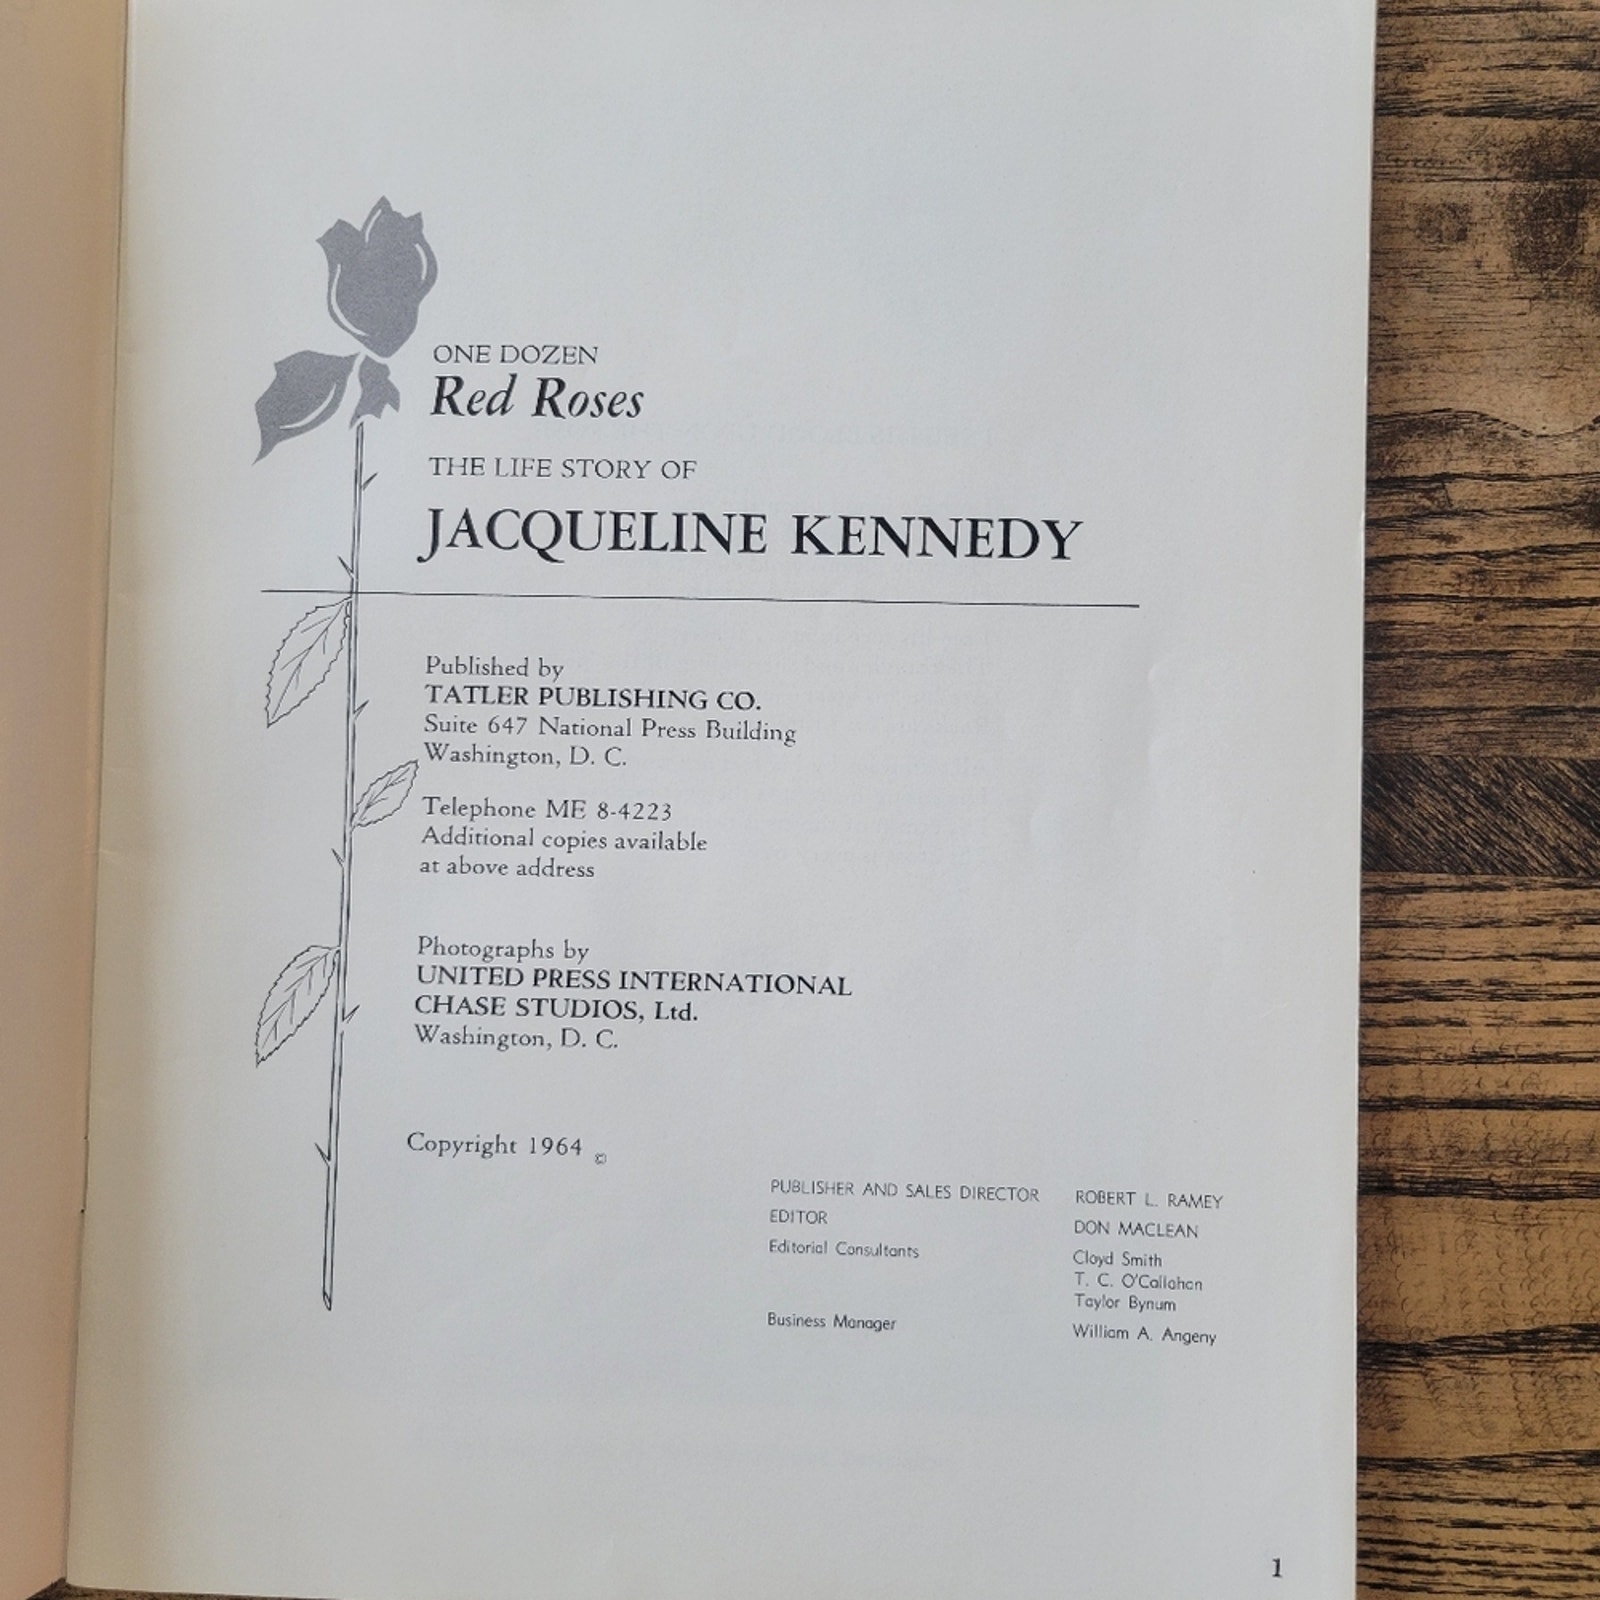 ONE DOZEN
Red Roses
THE LIFE STORY OF
JACQUELINE KENNEDY
Published by
TATLER PUBLISHING CO.
Suite 647 National Press Building
Washington, D. C.
Telephone ME 8-4223
Additional copies available
at above address
Photographs by
UNITED PRESS INTERNATIONAL
CHASE STUDIOS, Ltd.
Washington, D. C.
Copyright 1964 ©
PUBLISHER AND SALES DIRECTOR ROBERT L. RAMEY
EDITOR DON MACLEAN
Editorial Consultants Cloyd Smith
T. C. O'Callahan
Taylor Bynum
Business Manager William A. Angeny
1